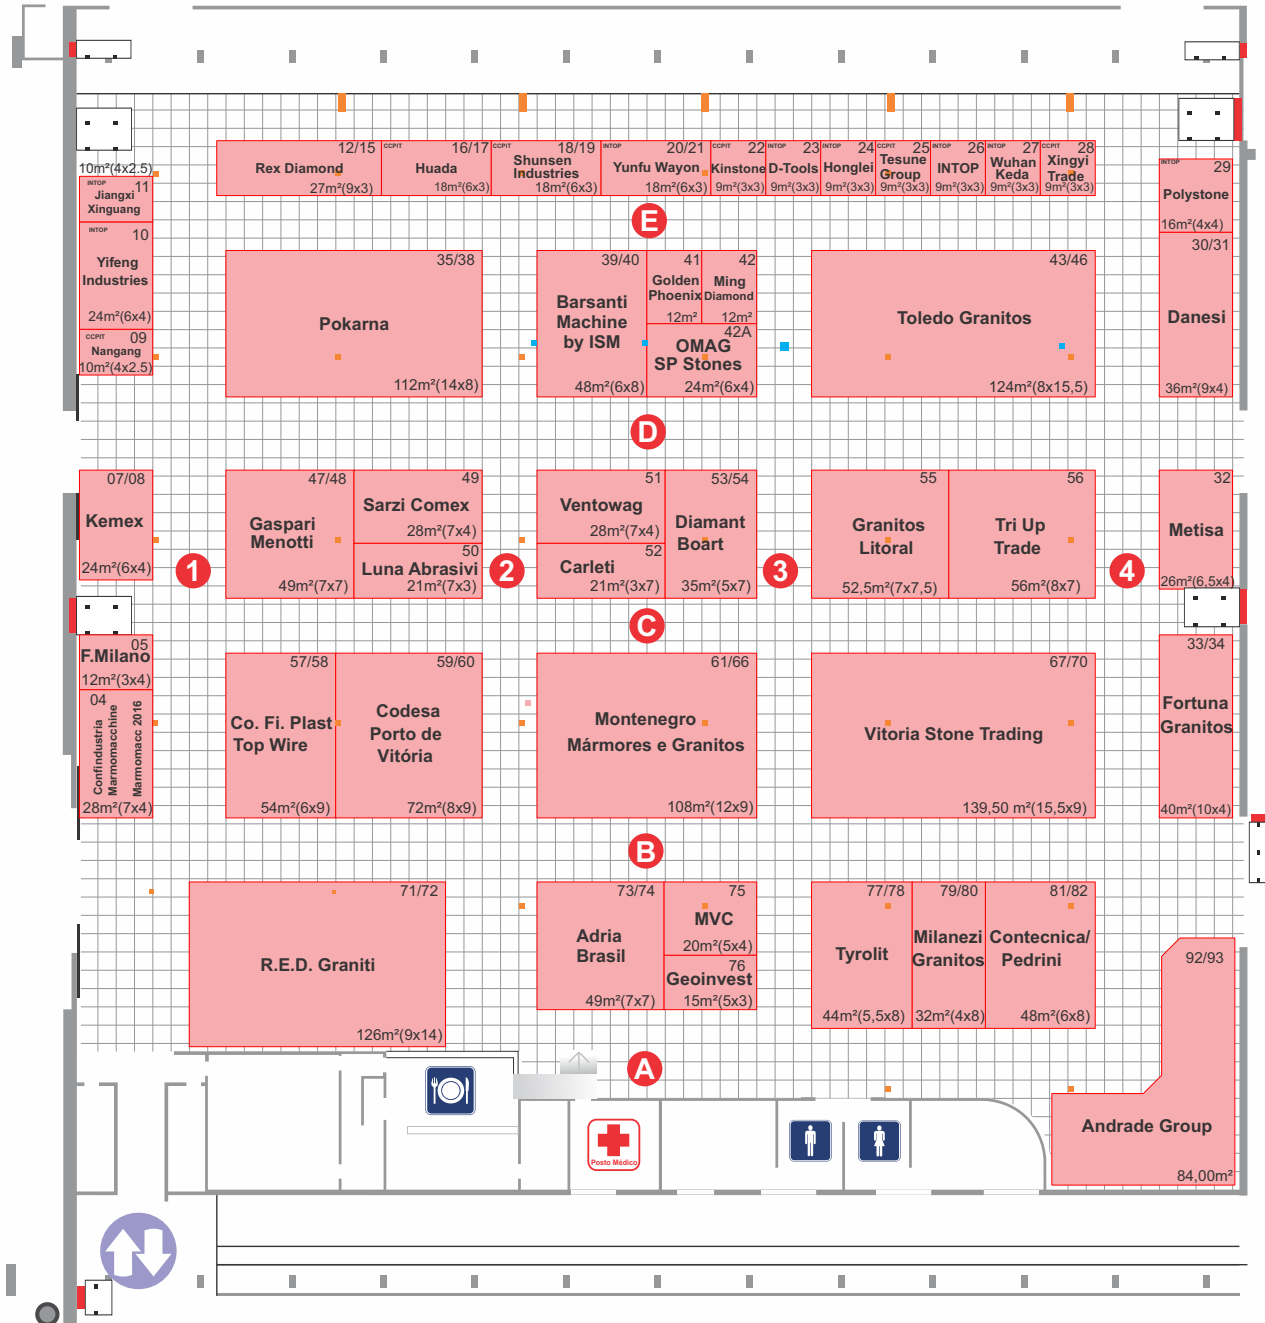 12/15
Rex Diamond
27m²(9x3)
CCPIT 16/17
Huada
18m²(6x3)
CCPIT 18/19
Shunsen
Industries
18m²(6x3)
INTOP 20/21
Yunfu Wayon
18m²(6x3)
CCPIT 22
Kinstone
9m²(3x3)
INTOP 23
D-Tools
9m²(3x3)
INTOP 24
Honglei
9m²(3x3)
CCPIT 25
Tesune
Group
9m²(3x3)
INTOP 26
INTOP
9m²(3x3)
INTOP 27
Wuhan
Keda
9m²(3x3)
CCPIT 28
Xingyi
Trade
9m²(3x3)
10m²(4x2.5)
INTOP 11
Jiangxi
Xinguang
INTOP
10
Yifeng
Industries
24m²(6x4)
CCPIT 09
Nangang
10m²(4x2.5)
INTOP
29
Polystone
16m²(4x4)
30/31
Danesi
36m²(9x4)
E
35/38
Pokarna
112m²(14x8)
39/40
Barsanti
Machine
by ISM
48m²(6x8)
41
Golden
Phoenix
12m²
42
Ming
Diamond
12m²
42A
OMAG
SP Stones
24m²(6x4)
43/46
Toledo Granitos
124m²(8x15,5)
D
07/08
Kemex
24m²(6x4)
47/48
Gaspari
Menotti
49m²(7x7)
49
Sarzi Comex
28m²(7x4)
50
Luna Abrasivi
21m²(7x3)
51
Ventowag
28m²(7x4)
52
Carleti
21m²(3x7)
53/54
Diamant
Boart
35m²(5x7)
55
Granitos
Litoral
52,5m²(7x7,5)
56
Tri Up
Trade
56m²(8x7)
32
Metisa
26m²(6,5x4)
1
2
3
4
C
05
F.Milano
12m²(3x4)
04
Confindustria
Marmomacchine
Marmomacc 2016
28m²(7x4)
57/58
Co. Fi. Plast
Top Wire
54m²(6x9)
59/60
Codesa
Porto de
Vitória
72m²(8x9)
61/66
Montenegro
Mármores e Granitos
108m²(12x9)
67/70
Vitoria Stone Trading
139,50 m²(15,5x9)
33/34
Fortuna
Granitos
40m²(10x4)
B
71/72
R.E.D. Graniti
126m²(9x14)
73/74
Adria
Brasil
49m²(7x7)
75
MVC
20m²(5x4)
76
Geoinvest
15m²(5x3)
77/78
Tyrolit
44m²(5,5x8)
79/80
Milanezi
Granitos
32m²(4x8)
81/82
Contecnica/
Pedrini
48m²(6x8)
92/93
Andrade Group
84,00m²
A
Posto Médico